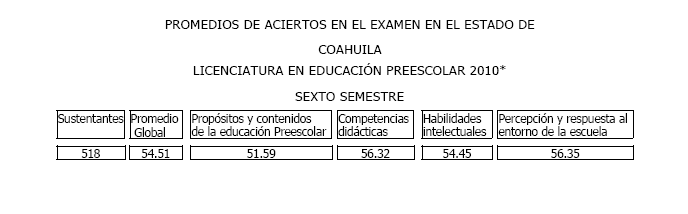 PROMEDIOS DE ACIERTOS EN EL EXAMEN EN EL ESTADO DE
COAHUILA
LICENCIATURA EN EDUCACIÓN PREESCOLAR 2010*
SEXTO SEMESTRE
Sustentantes Promedio Propósitos y contenidos Competencias Habilidades Percepción y respuesta al
Global de la educación Preescolar didácticas intelectuales entorno de la escuela
518 54.51 51.59 56.32 54.45 56.35